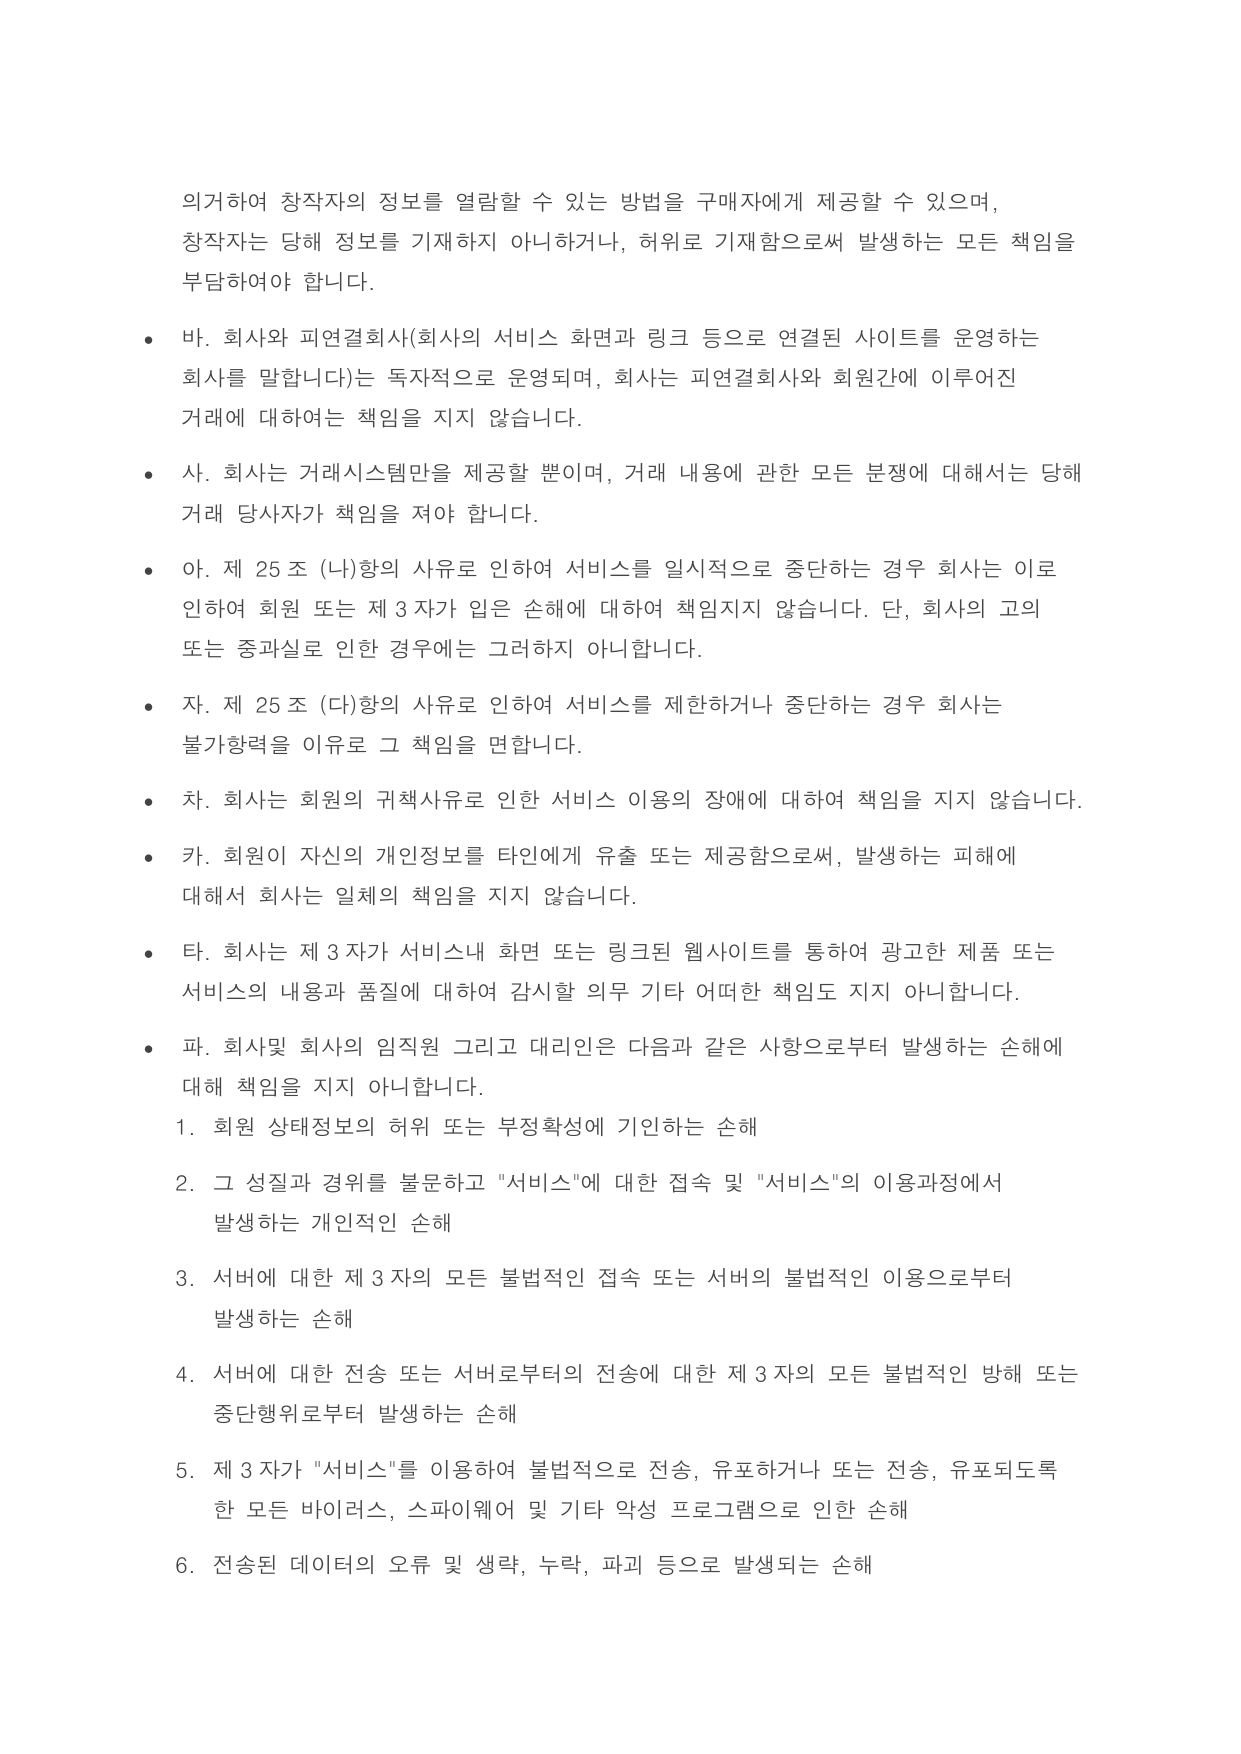 의거하여 창작자의 정보를 열람할 수 있는 방법을 구매자에게 제공할 수 있으며,
창작자는 당해 정보를 기재하지 아니하거나, 허위로 기재함으로써 발생하는 모든 책임을
부담하여야 합니다.
• 바. 회사와 피연결회사(회사의 서비스 화면과 링크 등으로 연결된 사이트를 운영하는
회사를 말합니다)는 독자적으로 운영되며, 회사는 피연결회사와 회원간에 이루어진
거래에 대하여는 책임을 지지 않습니다.
• 사. 회사는 거래시스템만을 제공할 뿐이며, 거래 내용에 관한 모든 분쟁에 대해서는 당해
거래 당사자가 책임을 져야 합니다.
• 아. 제 25 조 (나)항의 사유로 인하여 서비스를 일시적으로 중단하는 경우 회사는 이로
인하여 회원 또는 제 3 자가 입은 손해에 대하여 책임지지 않습니다. 단, 회사의 고의
또는 중과실로 인한 경우에는 그러하지 아니합니다.
• 자. 제 25 조 (다)항의 사유로 인하여 서비스를 제한하거나 중단하는 경우 회사는
불가항력을 이유로 그 책임을 면합니다.
• 차. 회사는 회원의 귀책사유로 인한 서비스 이용의 장애에 대하여 책임을 지지 않습니다.
• 카. 회원이 자신의 개인정보를 타인에게 유출 또는 제공함으로써, 발생하는 피해에
대해서 회사는 일체의 책임을 지지 않습니다.
• 타. 회사는 제 3 자가 서비스내 화면 또는 링크된 웹사이트를 통하여 광고한 제품 또는
서비스의 내용과 품질에 대하여 감시할 의무 기타 어떠한 책임도 지지 아니합니다.
• 파. 회사및 회사의 임직원 그리고 대리인은 다음과 같은 사항으로부터 발생하는 손해에
대해 책임을 지지 아니합니다.
1. 회원 상태정보의 허위 또는 부정확성에 기인하는 손해
2. 그 성질과 경위를 불문하고 "서비스"에 대한 접속 및 "서비스"의 이용과정에서
발생하는 개인적인 손해
3. 서버에 대한 제 3 자의 모든 불법적인 접속 또는 서버의 불법적인 이용으로부터
발생하는 손해
4. 서버에 대한 전송 또는 서버로부터의 전송에 대한 제 3 자의 모든 불법적인 방해 또는
중단행위로부터 발생하는 손해
5. 제 3 자가 "서비스"를 이용하여 불법적으로 전송, 유포하거나 또는 전송, 유포되도록
한 모든 바이러스, 스파이웨어 및 기타 악성 프로그램으로 인한 손해
6. 전송된 데이터의 오류 및 생략, 누락, 파괴 등으로 발생되는 손해